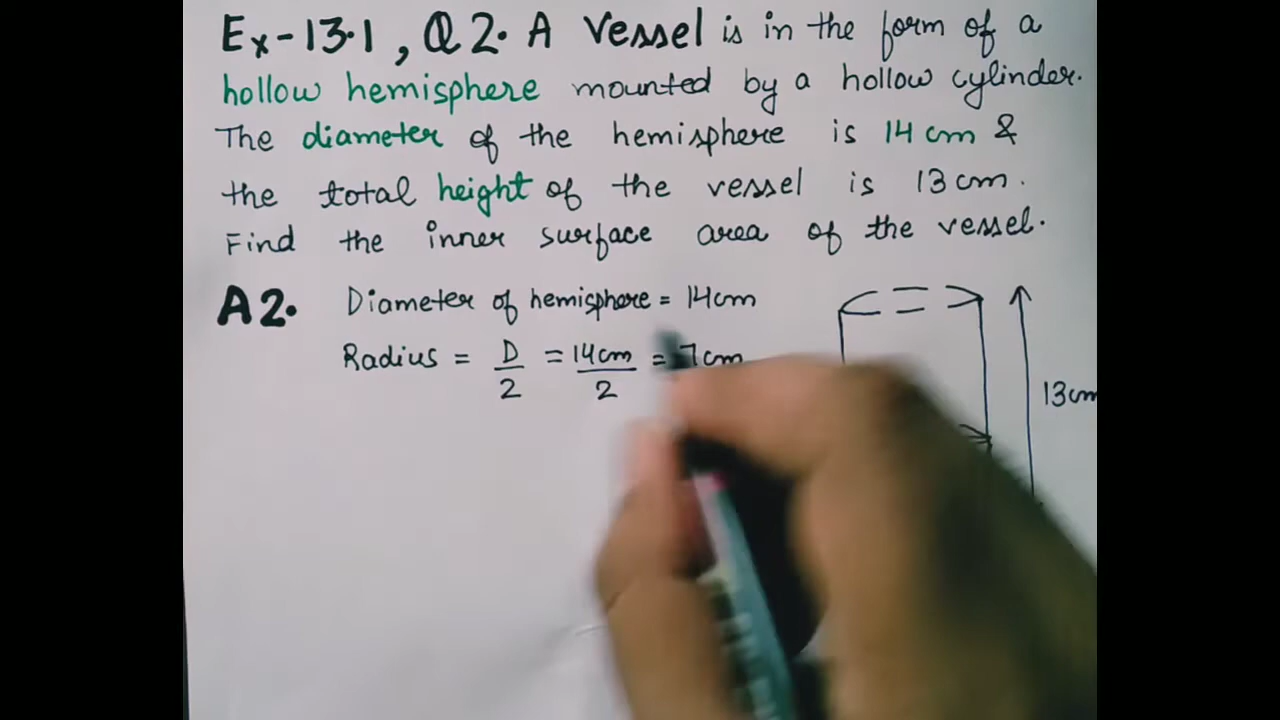 Ex-13.1, Q2. A Vessel is in the form of a
hollow hemisphere mounted by a hollow cylinder.
The diameter of the hemisphere is 14 cm &
the total height of the vessel is 13 cm.
Find the inner surface area of the vessel.
A2. Diameter of hemisphere = 14cm
Radius = D/2 = 14cm/2 = 7cm
13cm